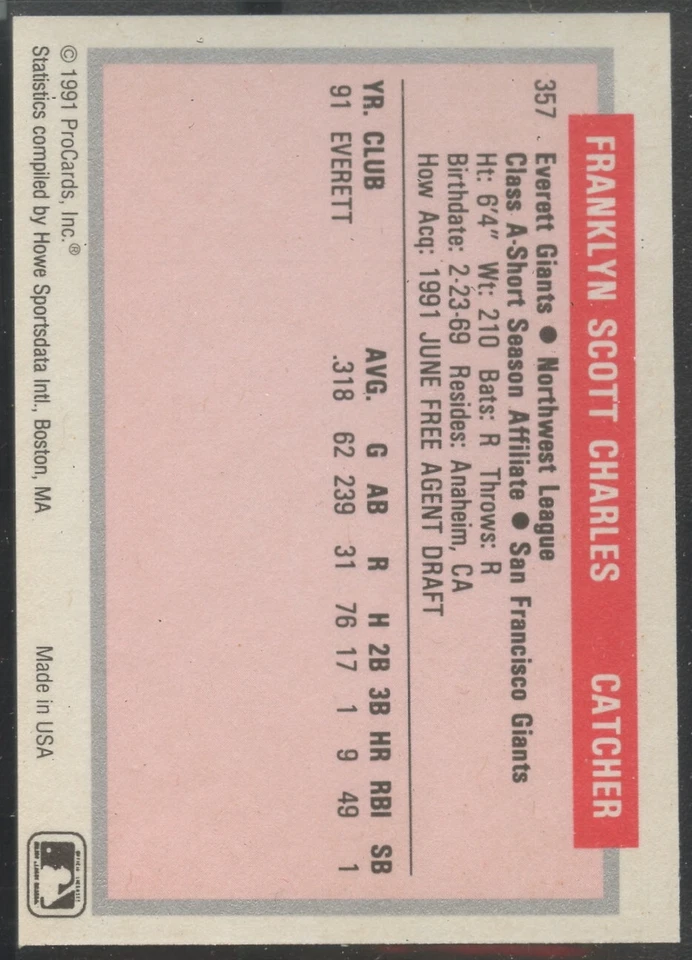 FRANKLYN SCOTT CHARLES CATCHER
357 Everett Giants ● Northwest League
Class A-Short Season Affiliate ● San Francisco Giants
Ht: 6'4" Wt: 210 Bats: R Throws: R
Birthdate: 2-23-69 Resides: Anaheim, CA
How Acq: 1991 JUNE FREE AGENT DRAFT
YR. CLUB AVG. G AB R H 2B 3B HR RBI SB
91 EVERETT .318 62 239 31 76 17 1 9 49 1
© 1991 ProCards, Inc.®
Statistics compiled by Howe Sportsdata Intl., Boston, MA Made in USA